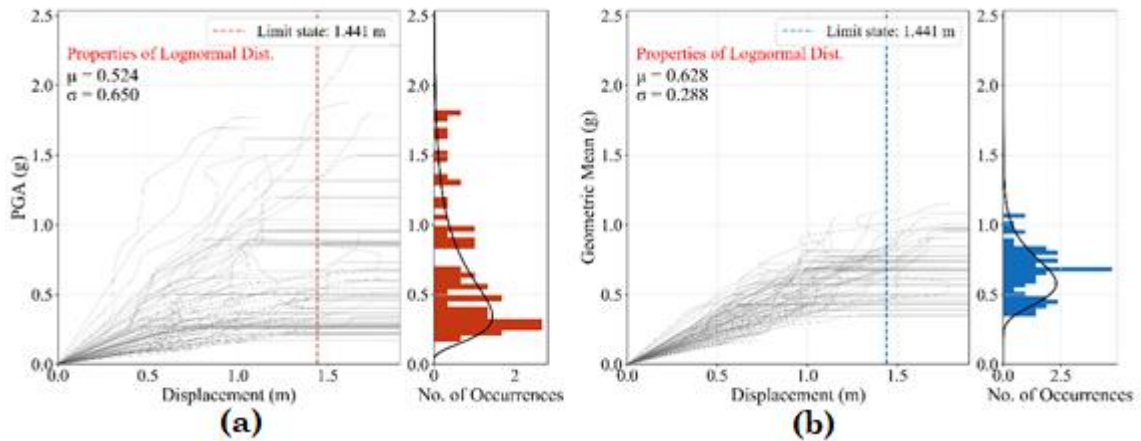 2.5
2.0
1.5
1.0
0.5
0.0
PGA (g)
Limit state: 1.441 m
Properties of Lognormal Dist.
μ = 0.524
σ = 0.650
0.0 0.5 1.0 1.5
Displacement (m)
2.5
2.0
1.5
1.0
0.5
0.0
0 2
No. of Occurrences
(a)
2.5
2.0
1.5
1.0
0.5
0.0
Geometric Mean (g)
Limit state: 1.441 m
Properties of Lognormal Dist.
μ = 0.628
σ = 0.288
0.0 0.5 1.0 1.5
Displacement (m)
2.5
2.0
1.5
1.0
0.5
0.0
0.0 2.5
No. of Occurrences
(b)